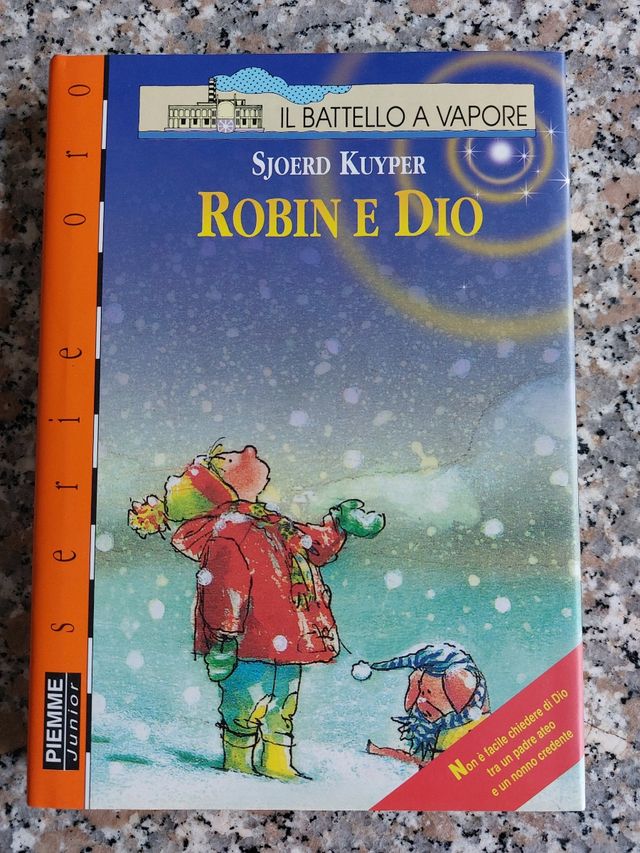 IL BATTELLO A VAPORE
SJOERD KUYPER
ROBIN E DIO
serie oro
PIEMME
Junior
Non è facile chiedere di Dio
tra un padre ateo
e un nonno credente